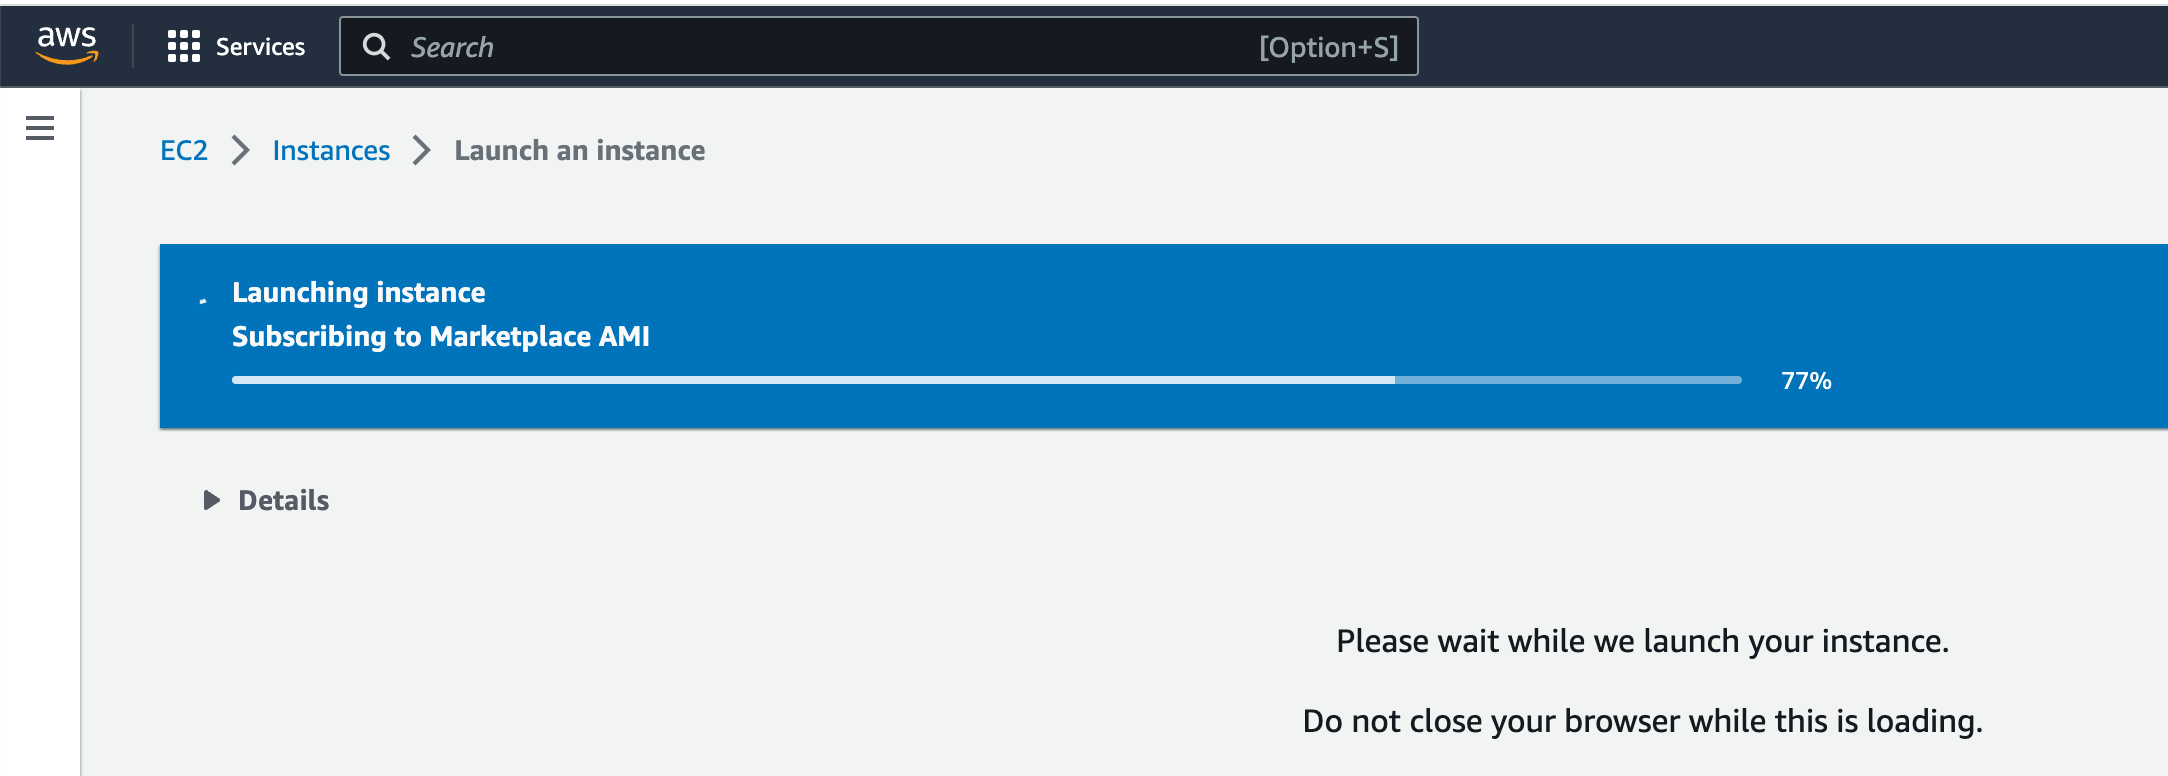 aws
Services
Search
[Option+S]
EC2 Instances Launch an instance
Launching instance
Subscribing to Marketplace AMI
77%
Details
Please wait while we launch your instance.
Do not close your browser while this is loading.